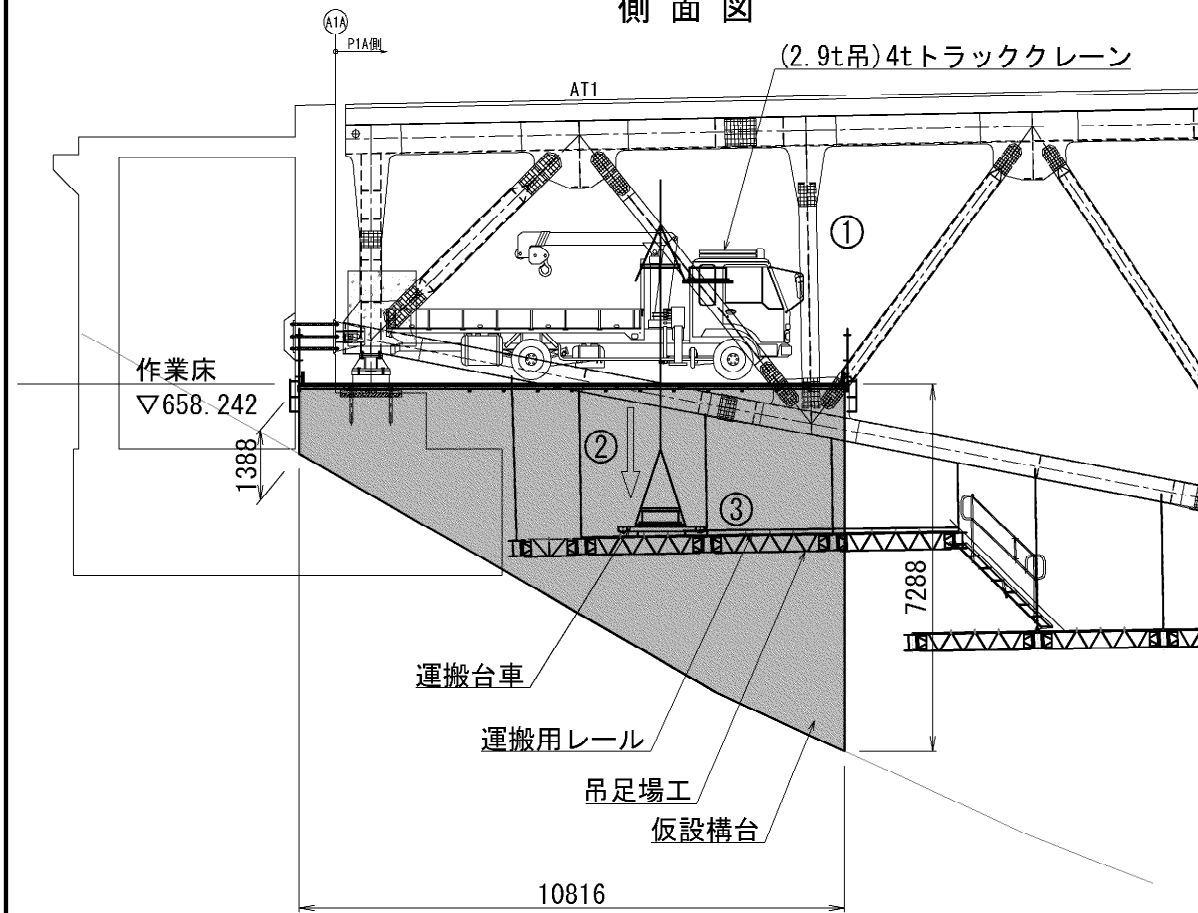 側面図
A1A
P1A側
(2.9t吊)4tトラッククレーン
AT1
①
作業床
▽658.242
1388
②
③
7288
運搬台車
運搬用レール
吊足場工
仮設構台
10816